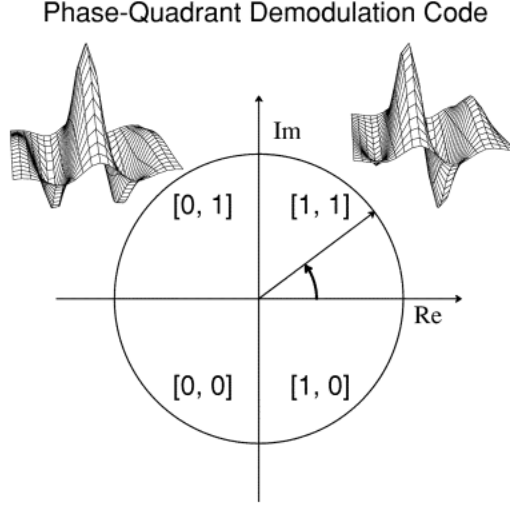 Phase-Quadrant Demodulation Code
Im
[0, 1] [1, 1]
Re
[0, 0] [1, 0]